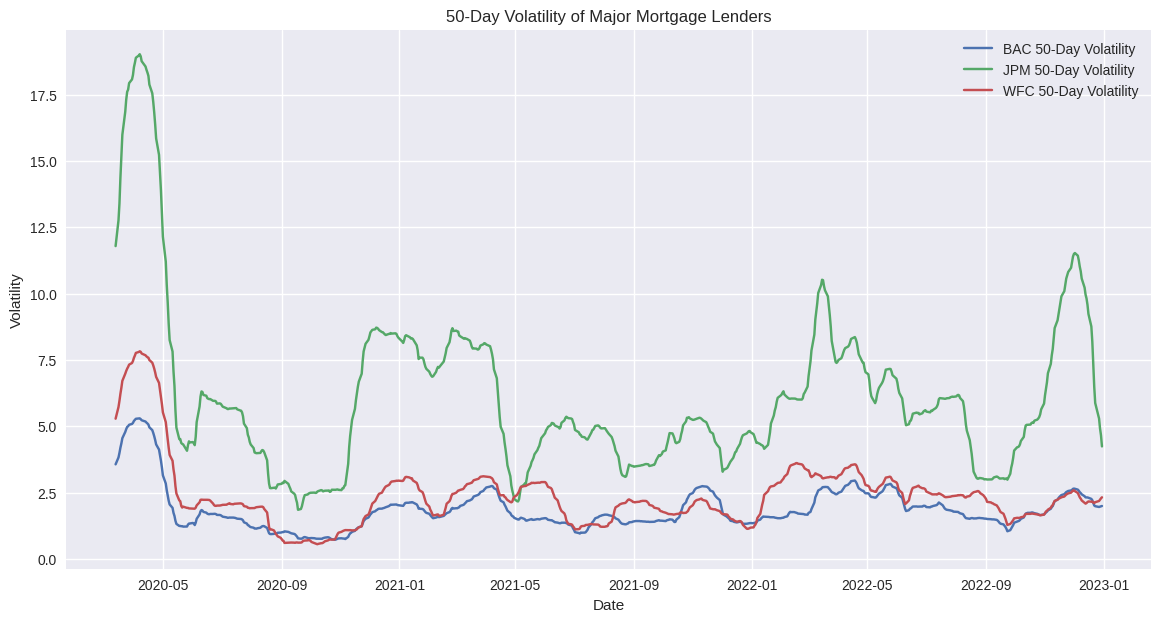 50-Day Volatility of Major Mortgage Lenders
BAC 50-Day Volatility
JPM 50-Day Volatility
WFC 50-Day Volatility
Volatility
17.5
15.0
12.5
10.0
7.5
5.0
2.5
0.0
2020-05
2020-09
2021-01
2021-05
2021-09
2022-01
2022-05
2022-09
2023-01
Date